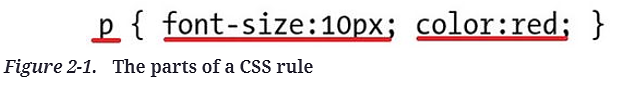 p { font-size:10px; color:red; }
Figure 2-1. The parts of a CSS rule